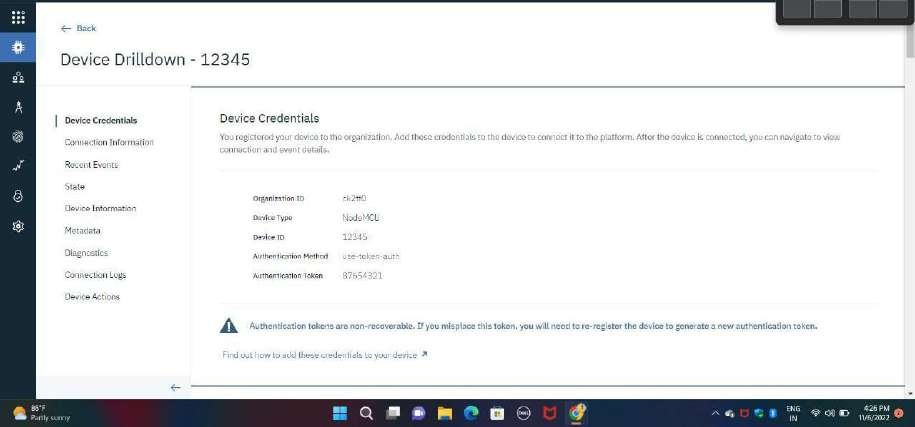 Back
Device Drilldown - 12345
Device Credentials
Connection Information
Recent Events
State
Device Information
Metadata
Diagnostics
Connection Logs
Device Actions
Device Credentials
You registered your device to the organization. Add these credentials to the device to connect it to the platform. After the device is connected, you can navigate to view
connection and event details.
Organization ID
Device Type NodeMCU
Device ID 12345
Authentication Method use-token-auth
Authentication Token 87654321
Authentication tokens are non-recoverable. If you misplace this token, you will need to re-register the device to generate a new authentication token.
Find out how to add these credentials to your device
Partly sunny
DELL
ENG
IN
4:26 PM
11/6/2022